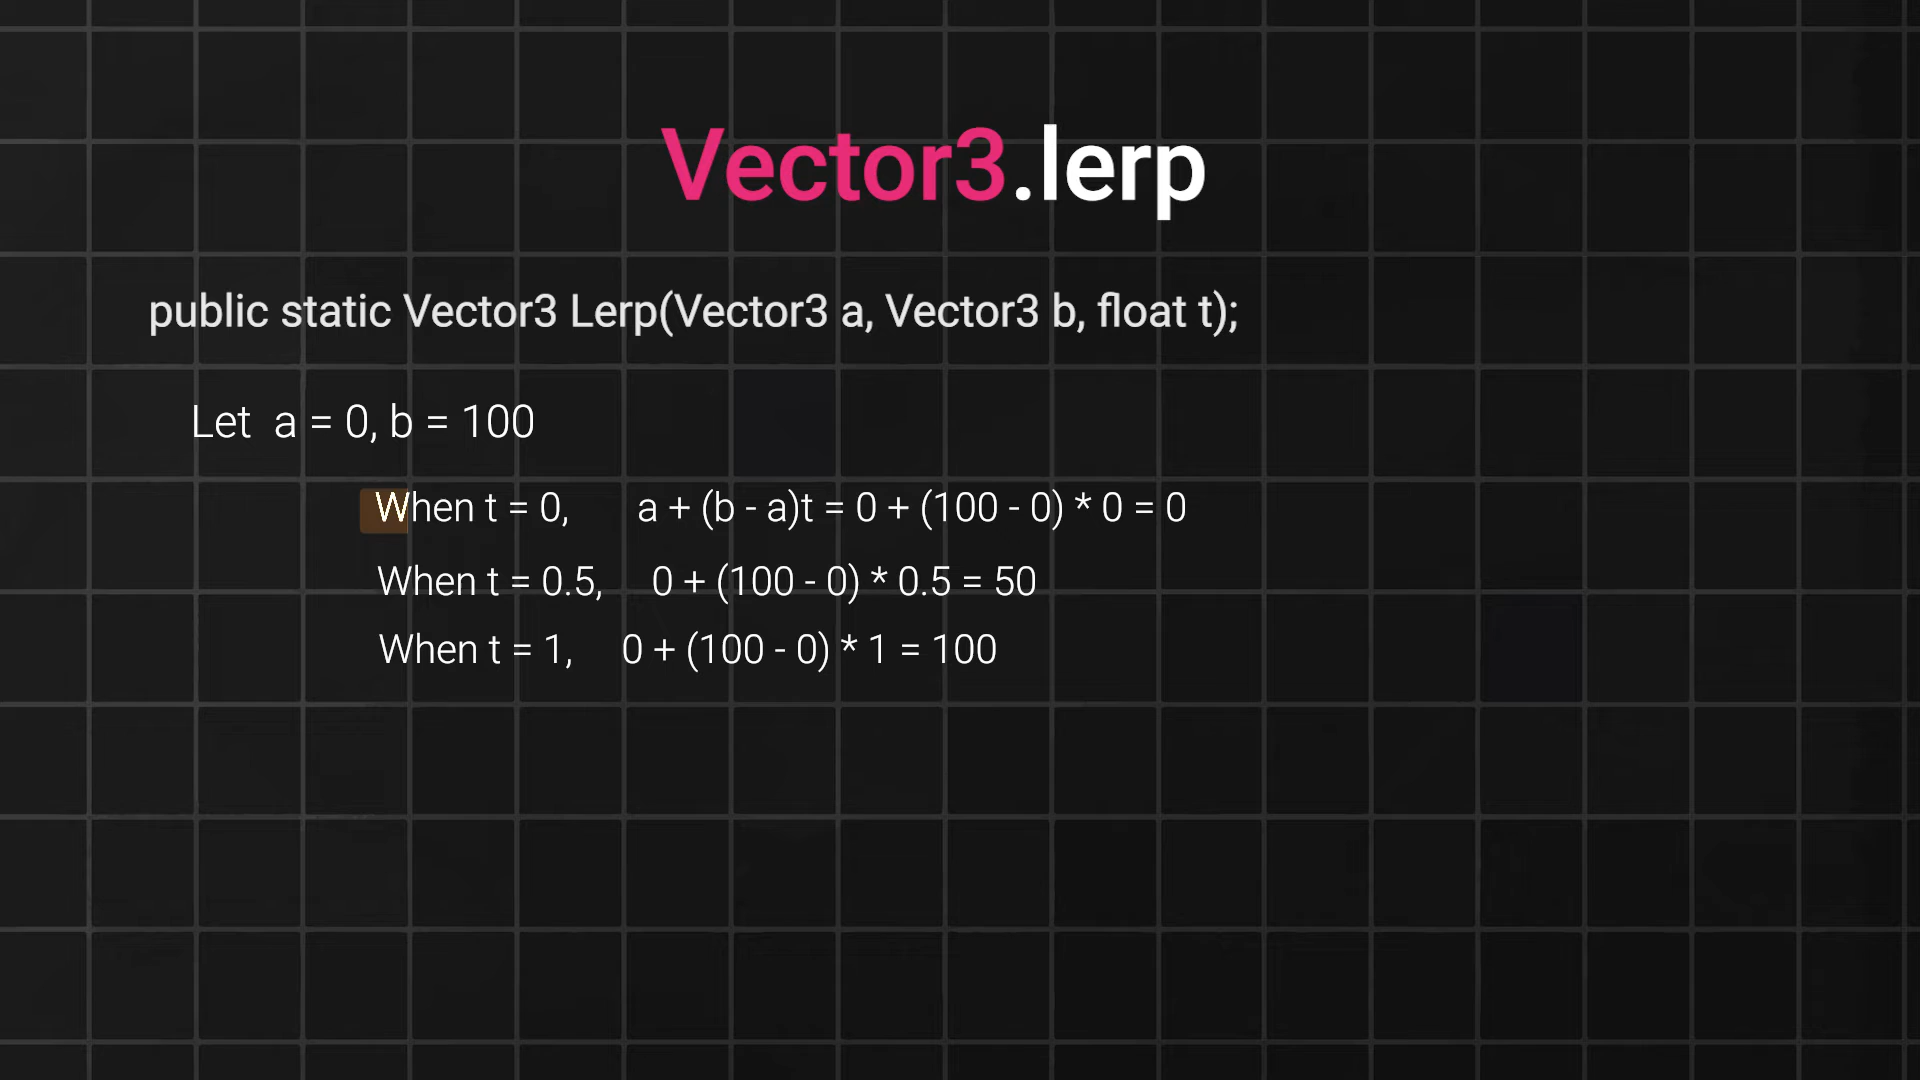 Vector3.lerp
public static Vector3 Lerp(Vector3 a, Vector3 b, float t);
Let a = 0, b = 100
When t = 0, a + (b - a)t = 0 + (100 - 0) * 0 = 0
When t = 0.5, 0 + (100 - 0) * 0.5 = 50
When t = 1, 0 + (100 - 0) * 1 = 100